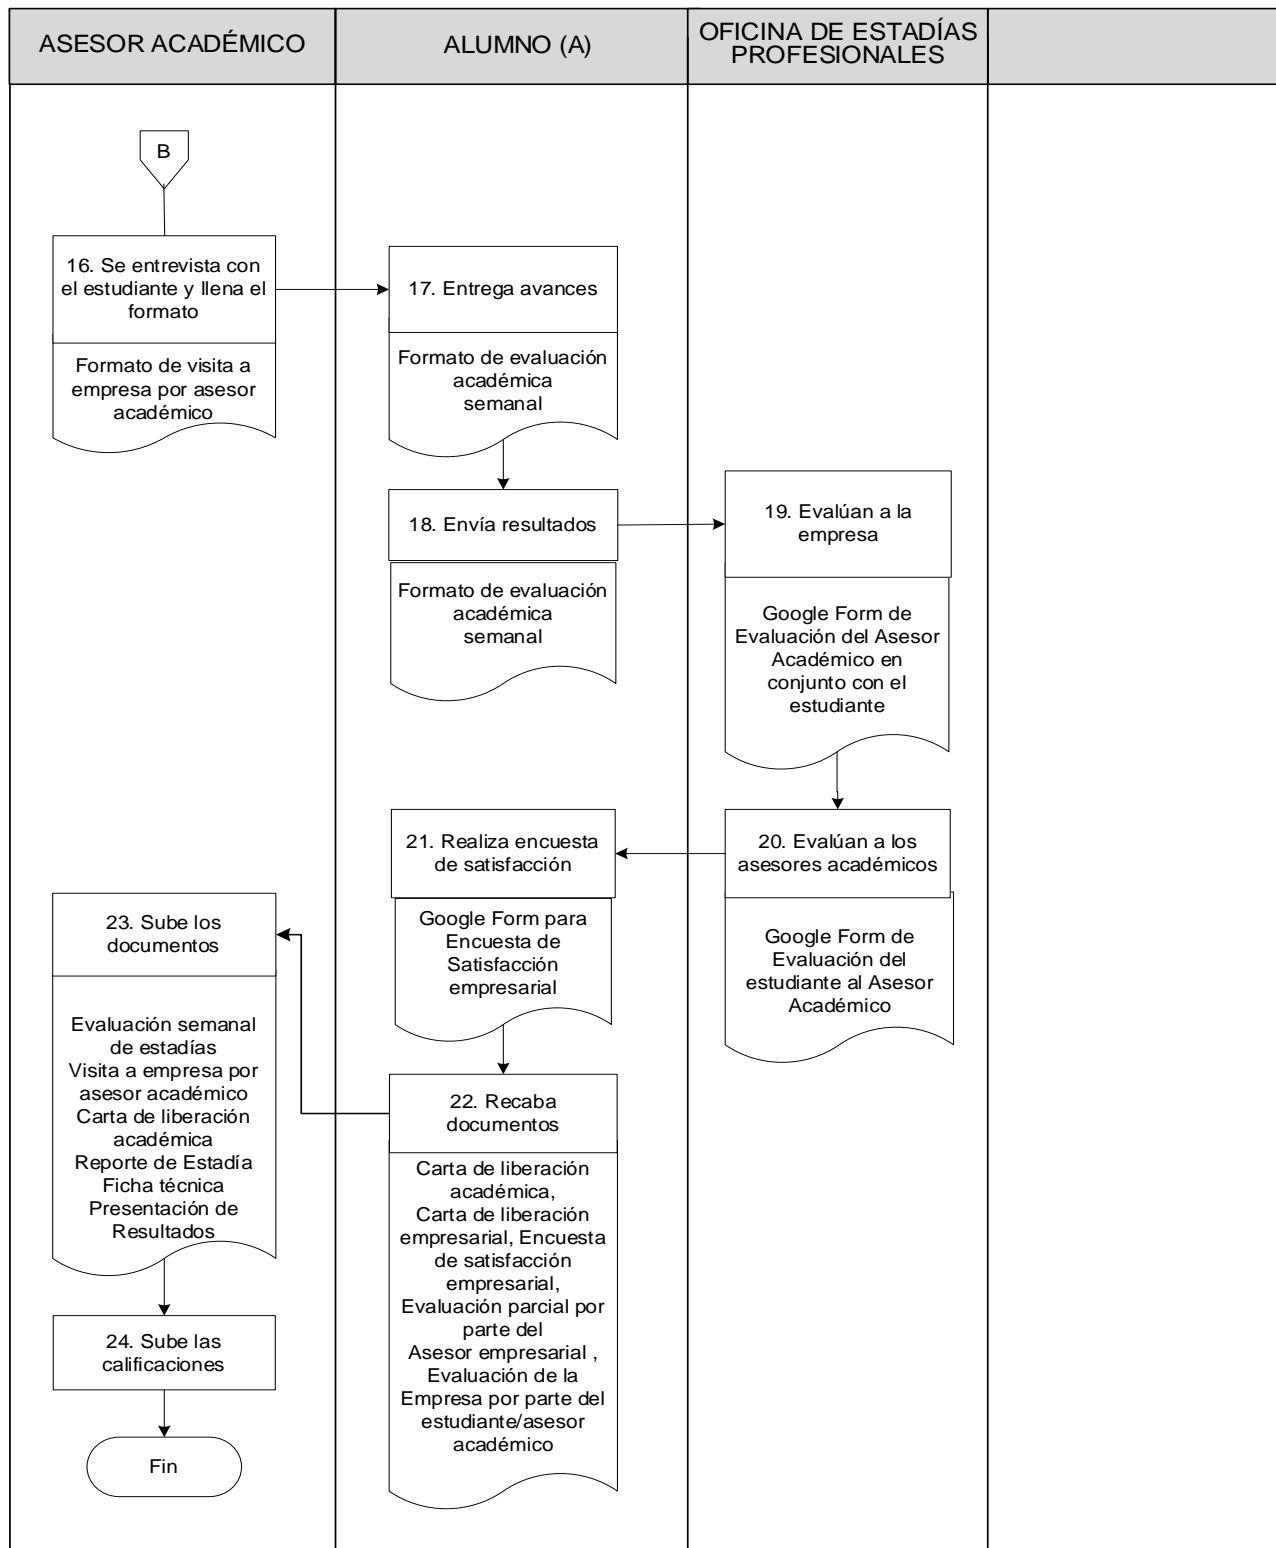 ASESOR ACADÉMICO
ALUMNO (A)
OFICINA DE ESTADÍAS
PROFESIONALES
B
16. Se entrevista con
el estudiante y llena el
formato
Formato de visita a
empresa por asesor
académico
17. Entrega avances
Formato de evaluación
académica
semanal
18. Envía resultados
Formato de evaluación
académica
semanal
19. Evalúan a la
empresa
Google Form de
Evaluación del Asesor
Académico en
conjunto con el
estudiante
20. Evalúan a los
asesores académicos
Google Form de
Evaluación del
estudiante al Asesor
Académico
21. Realiza encuesta
de satisfacción
Google Form para
Encuesta de
Satisfacción
empresarial
22. Recaba
documentos
Carta de liberación
académica,
Carta de liberación
empresarial, Encuesta
de satisfacción
empresarial,
Evaluación parcial por
parte del
Asesor empresarial ,
Evaluación de la
Empresa por parte del
estudiante/asesor
académico
23. Sube los
documentos
Evaluación semanal
de estadías
Visita a empresa por
asesor académico
Carta de liberación
académica
Reporte de Estadía
Ficha técnica
Presentación de
Resultados
24. Sube las
calificaciones
Fin